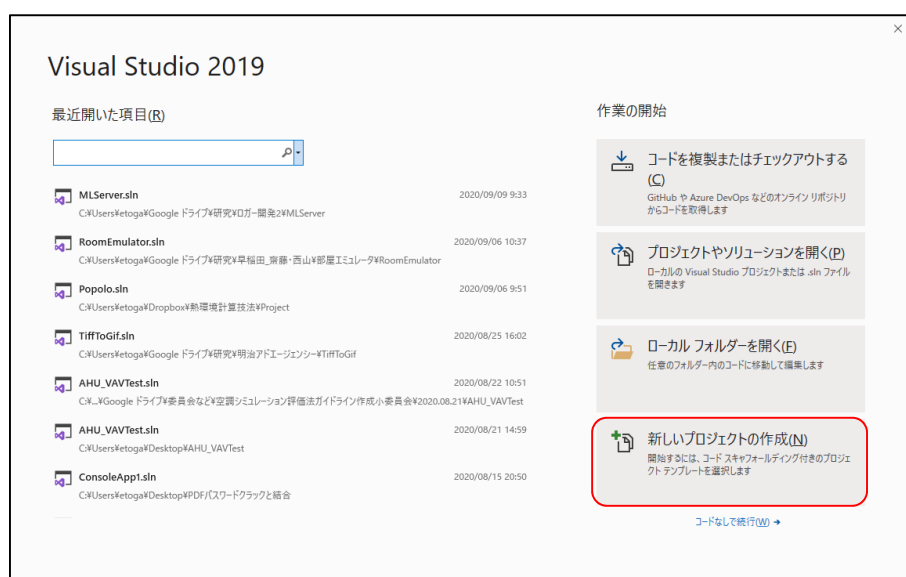 Visual Studio 2019
最近開いた項目(R)
MLServer.sln 2020/09/09 9:33
C:¥Users¥etoga¥Google ドライブ¥研究¥ロガー開発2¥MLServer
RoomEmulator.sln 2020/09/06 10:37
C:¥Users¥etoga¥Google ドライブ¥研究¥早稲田_齋藤・西山¥部屋エミュレータ¥RoomEmulator
Popolo.sln 2020/09/06 9:51
C:¥Users¥etoga¥Dropbox¥熱環境計算技法¥Project
TiffToGif.sln 2020/08/25 16:02
C:¥Users¥etoga¥Google ドライブ¥研究¥明治アドエージェンシー¥TiffToGif
AHU_VAVTest.sln 2020/08/22 10:51
C:¥...¥Google ドライブ¥委員会など¥空調シミュレーション評価法ガイドライン作成小委員会¥2020.08.21¥AHU_VAVTest
AHU_VAVTest.sln 2020/08/21 14:59
C:¥Users¥etoga¥Desktop¥AHU_VAVTest
ConsoleApp1.sln 2020/08/15 20:50
C:¥Users¥etoga¥Desktop¥PDFパスワードクラックと結合
作業の開始
コードを複製またはチェックアウトする
(C)
GitHub や Azure DevOps などのオンライン リポジトリ
からコードを取得します
プロジェクトやソリューションを開く(P)
ローカルの Visual Studio プロジェクトまたは .sln ファイル
を開きます
ローカル フォルダーを開く(F)
任意のフォルダー内のコードに移動して編集します
新しいプロジェクトの作成(N)
開始するには、コード スキャフォールディング付きのプロジェ
クト テンプレートを選択します
コードなしで続行(W) →